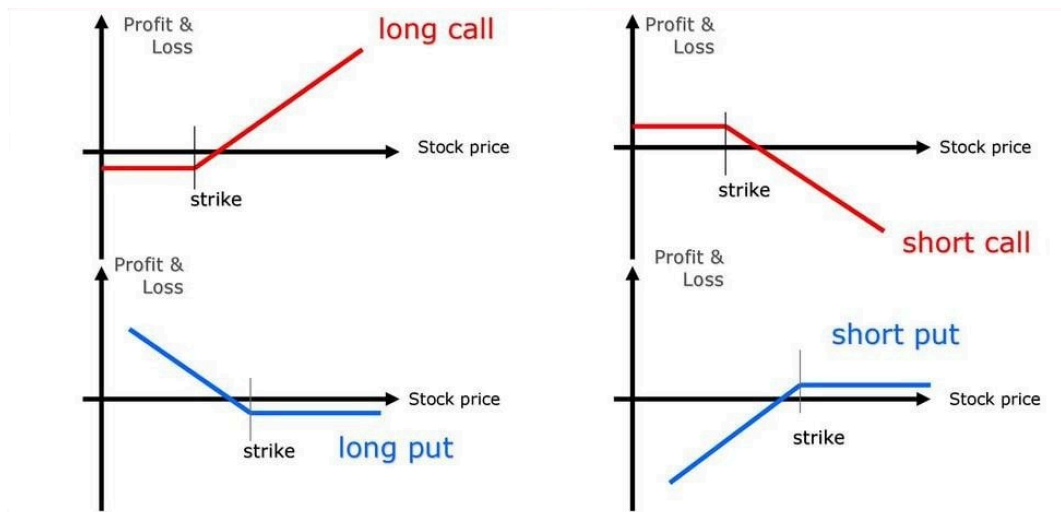 Profit &
Loss
long call
Stock price
strike
Profit &
Loss
Stock price
strike
short call
Profit &
Loss
Stock price
strike
long put
Profit &
Loss
short put
Stock price
strike